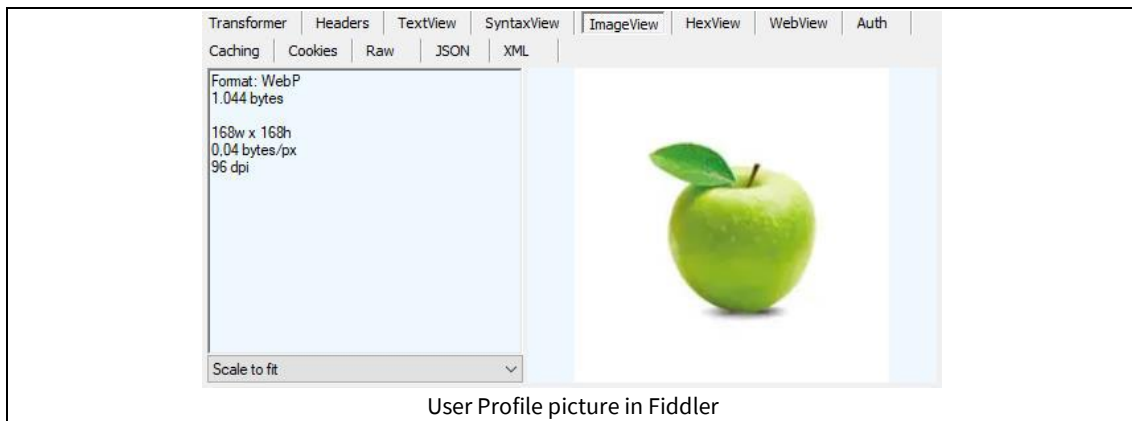 Transformer Headers TextView SyntaxView ImageView HexView WebView Auth
Caching Cookies Raw JSON XML
Format: WebP
1.044 bytes
168w x 168h
0,04 bytes/px
96 dpi
Scale to fit
User Profile picture in Fiddler